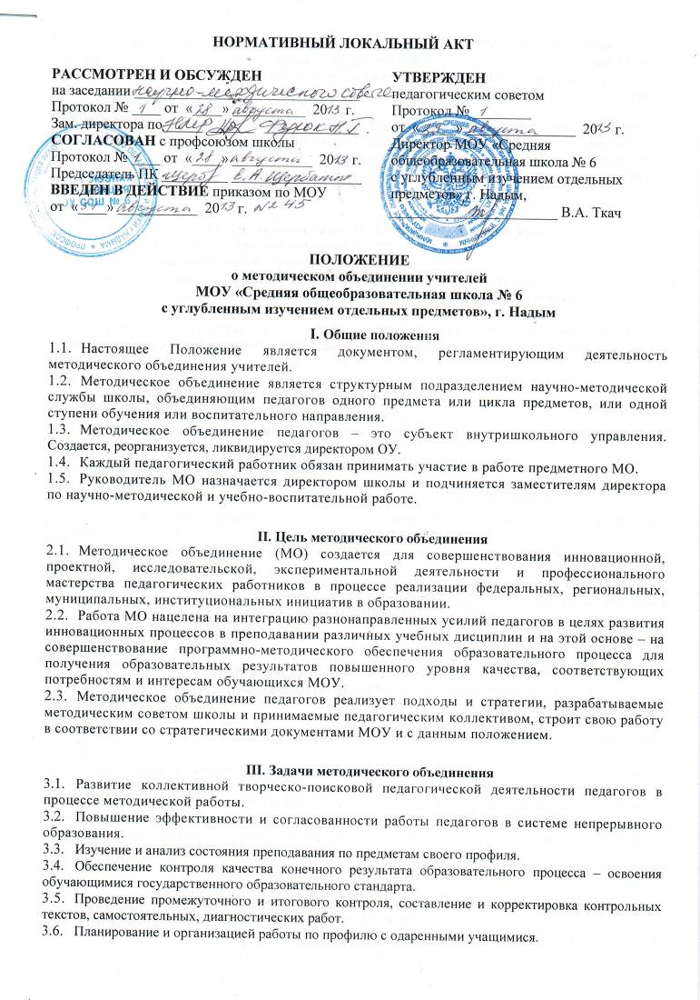 НОРМАТИВНЫЙ ЛОКАЛЬНЫЙ АКТ
РАССМОТРЕН И ОБСУЖДЕН
на заседании научно-методического совета
Протокол № 1 от « 28 » августа 2013 г.
Зам. директора по НМР
СОГЛАСОВАН с профсоюзом школы
Протокол № 1 от « 28 » августа 2013 г.
Председатель ПК Е.А.
ВВЕДЕН В ДЕЙСТВИЕ приказом по МОУ
от « » августа 2013 г. № 245
УТВЕРЖДЕН
педагогическим советом
Протокол № 1
от « » августа 2013 г.
Директор МОУ «Средняя
общеобразовательная школа № 6
с углубленным изучением отдельных
предметов» г. Надым,
В.А. Ткач
ПОЛОЖЕНИЕ
о методическом объединении учителей
МОУ «Средняя общеобразовательная школа № 6
с углубленным изучением отдельных предметов», г. Надым
I. Общие положения
1.1. Настоящее Положение является документом, регламентирующим деятельность
методического объединения учителей.
1.2. Методическое объединение является структурным подразделением научно-методической
службы школы, объединяющим педагогов одного предмета или цикла предметов, или одной
ступени обучения или воспитательного направления.
1.3. Методическое объединение педагогов – это субъект внутришкольного управления.
Создается, реорганизуется, ликвидируется директором ОУ.
1.4. Каждый педагогический работник обязан принимать участие в работе предметного МО.
1.5. Руководитель МО назначается директором школы и подчиняется заместителям директора
по научно-методической и учебно-воспитательной работе.
II. Цель методического объединения
2.1. Методическое объединение (МО) создается для совершенствования инновационной,
проектной, исследовательской, экспериментальной деятельности и профессионального
мастерства педагогических работников в процессе реализации федеральных, региональных,
муниципальных, институциональных инициатив в образовании.
2.2. Работа МО нацелена на интеграцию разнонаправленных усилий педагогов в целях развития
инновационных процессов в преподавании различных учебных дисциплин и на этой основе – на
совершенствование программно-методического обеспечения образовательного процесса для
получения образовательных результатов повышенного уровня качества, соответствующих
потребностям и интересам обучающихся МОУ.
2.3. Методическое объединение педагогов реализует подходы и стратегии, разрабатываемые
методическим советом школы и принимаемые педагогическим коллективом, строит свою работу
в соответствии со стратегическими документами МОУ и с данным положением.
III. Задачи методического объединения
3.1. Развитие коллективной творческо-поисковой педагогической деятельности педагогов в
процессе методической работы.
3.2. Повышение эффективности и согласованности работы педагогов в системе непрерывного
образования.
3.3. Изучение и анализ состояния преподавания по предметам своего профиля.
3.4. Обеспечение контроля качества конечного результата образовательного процесса – освоения
обучающимися государственного образовательного стандарта.
3.5. Проведение промежуточного и итогового контроля, составление и корректировка контрольных
текстов, самостоятельных, диагностических работ.
3.6. Планирование и организацией работы по профилю с одаренными учащимися.